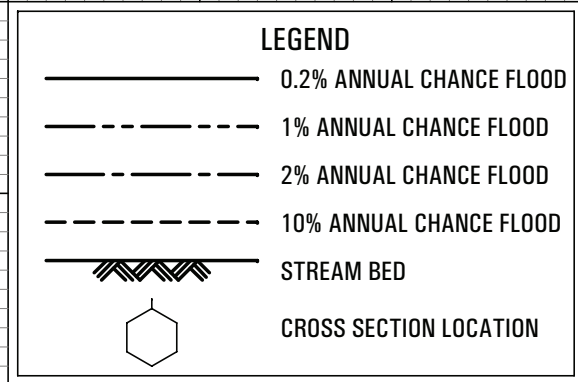 LEGEND
0.2% ANNUAL CHANCE FLOOD
1% ANNUAL CHANCE FLOOD
2% ANNUAL CHANCE FLOOD
10% ANNUAL CHANCE FLOOD
STREAM BED
CROSS SECTION LOCATION